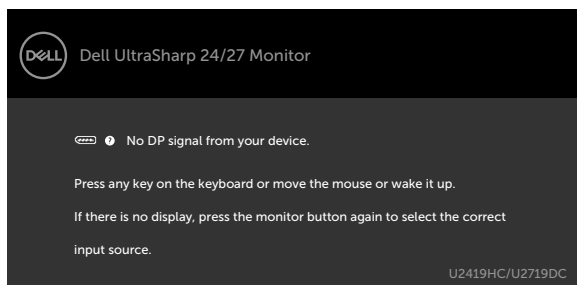 DELL Dell UltraSharp 24/27 Monitor
? No DP signal from your device.
Press any key on the keyboard or move the mouse or wake it up.
If there is no display, press the monitor button again to select the correct
input source.
U2419HC/U2719DC